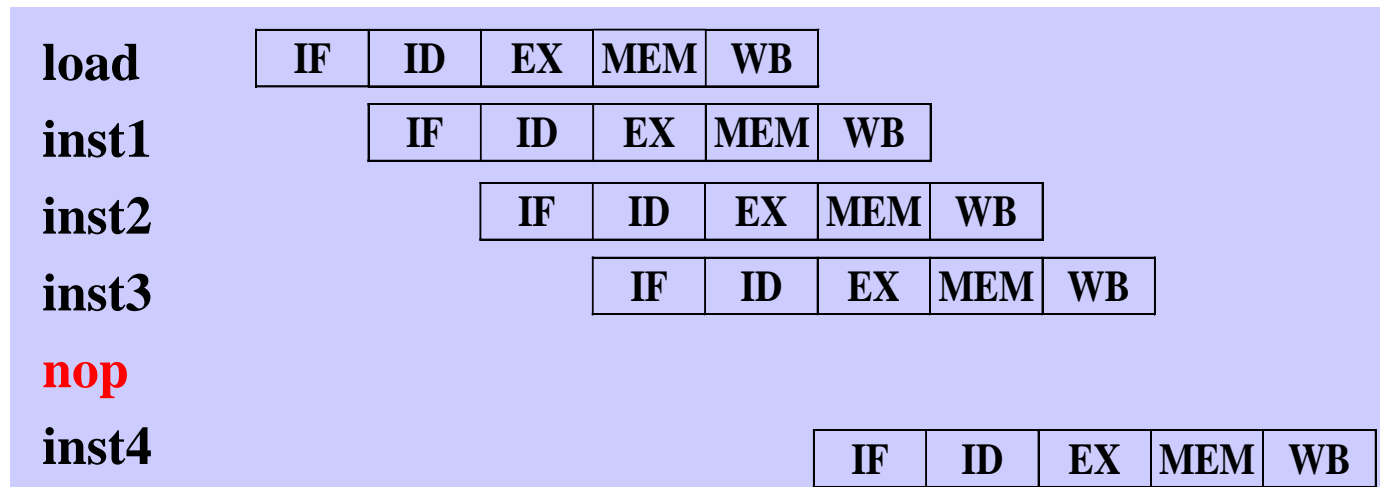 load IF ID EX MEM WB
inst1 IF ID EX MEM WB
inst2 IF ID EX MEM WB
inst3 IF ID EX MEM WB
nop
inst4 IF ID EX MEM WB